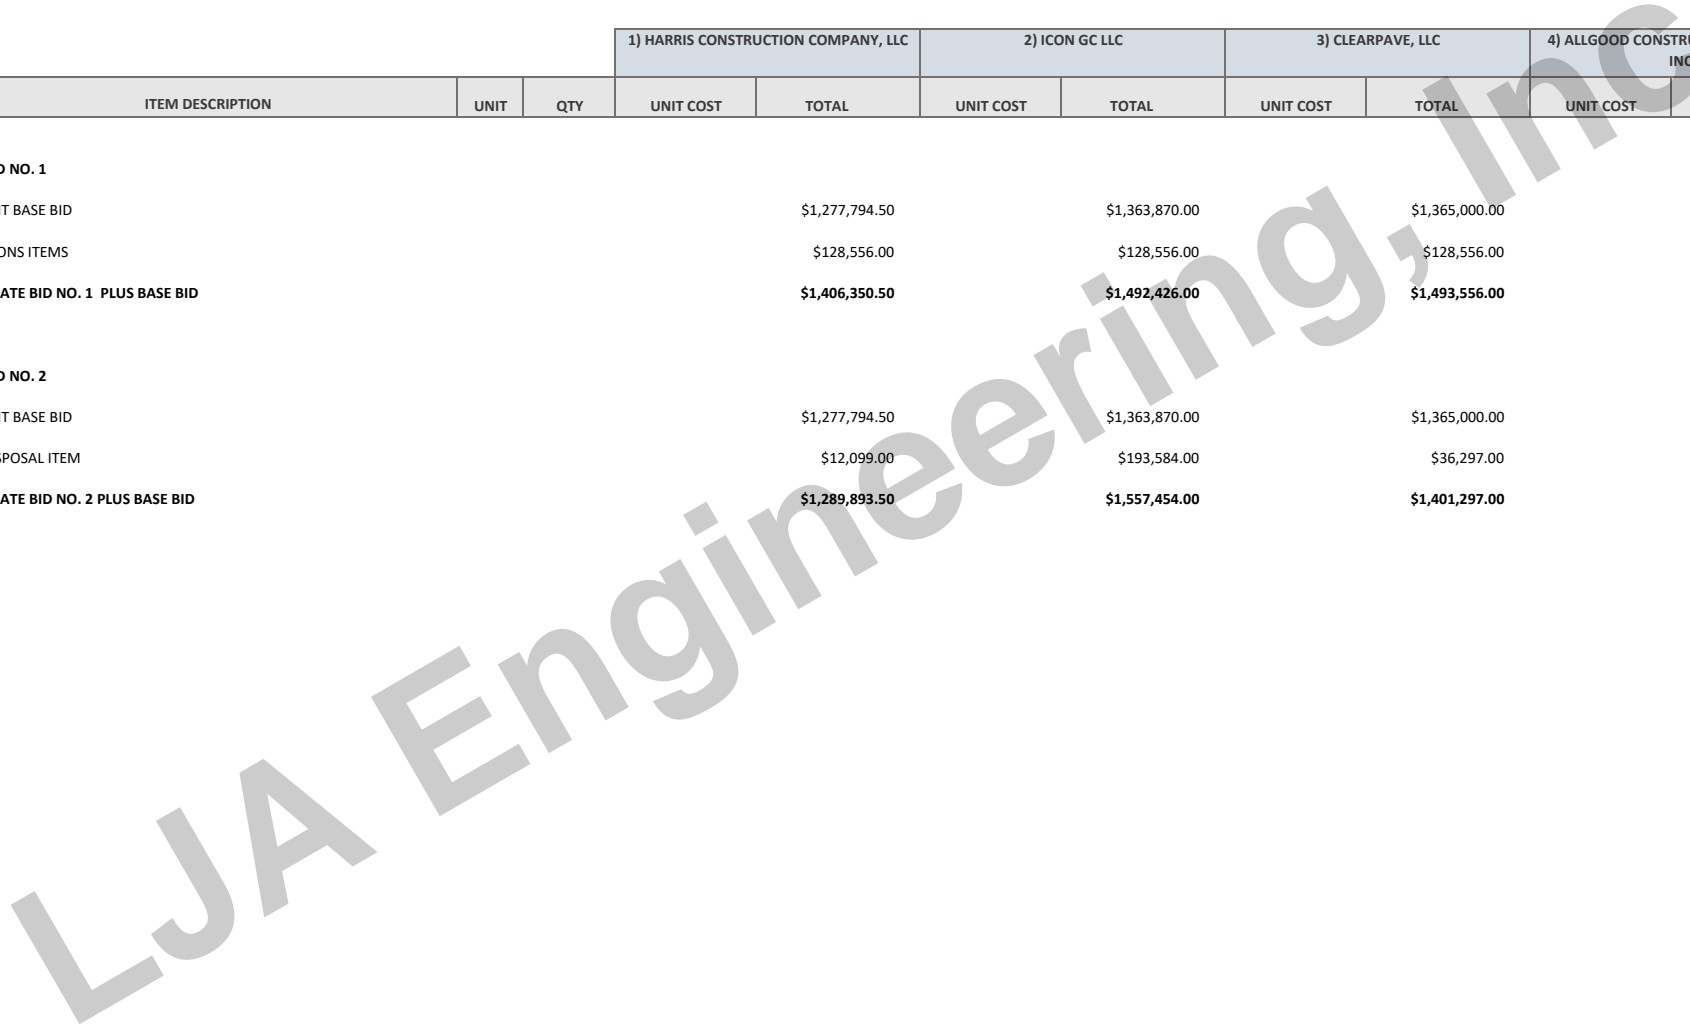 1) HARRIS CONSTRUCTION COMPANY, LLC 2) ICON GC LLC 3) CLEARPAVE, LLC 4) ALLGOOD
ITEM DESCRIPTION UNIT QTY UNIT COST TOTAL UNIT COST TOTAL UNIT COST TOTAL UNIT COST
NO. 1
BASE BID $1,277,794.50 $1,363,870.00 $1,365,000.00
ITEMS $128,556.00 $128,556.00 $128,556.00
BID NO. 1 PLUS BASE BID $1,406,350.50 $1,492,426.00 $1,493,556.00
NO. 2
BASE BID $1,277,794.50 $1,363,870.00 $1,365,000.00
ITEM $12,099.00 $193,584.00 $36,297.00
BID NO. 2 PLUS BASE BID $1,289,893.50 $1,557,454.00 $1,401,297.00
LJA Engineering, Inc